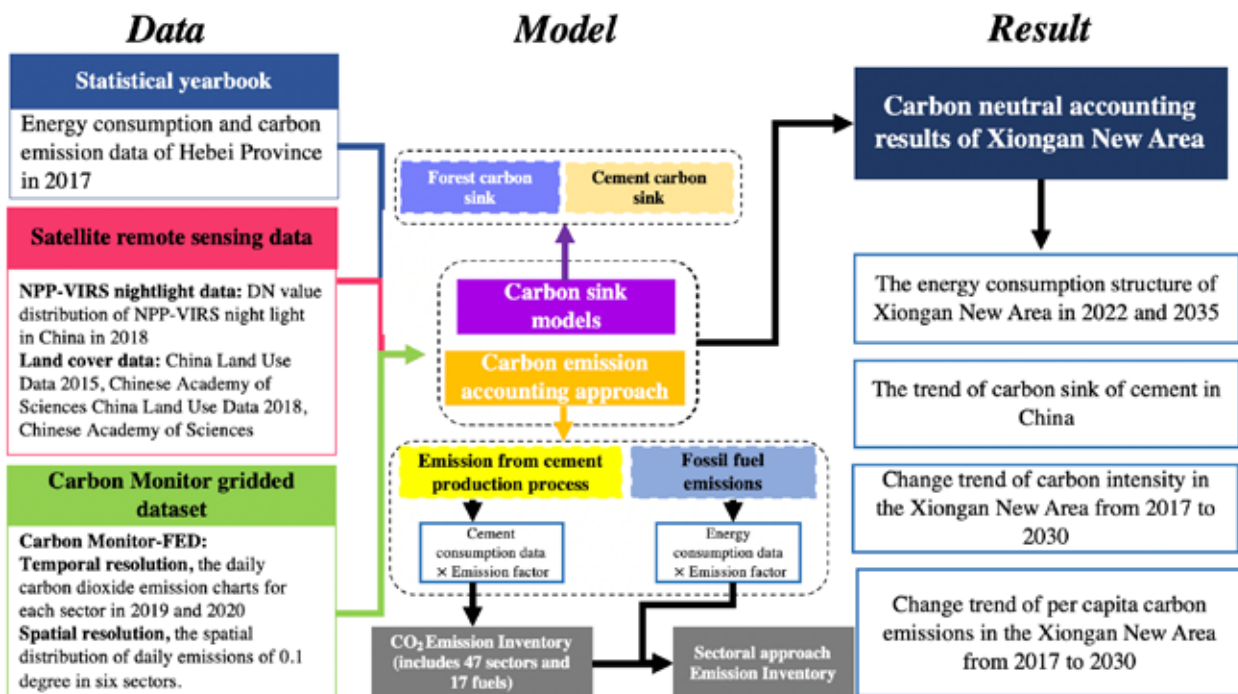 Data
Statistical yearbook
Energy consumption and carbon
emission data of Hebei Province
in 2017
Satellite remote sensing data
NPP-VIRS nightlight data: DN value
distribution of NPP-VIRS night light
in China in 2018
Land cover data: China Land Use
Data 2015, Chinese Academy of
Sciences China Land Use Data 2018,
Chinese Academy of Sciences
Carbon Monitor gridded
dataset
Carbon Monitor-FED:
Temporal resolution, the daily
carbon dioxide emission charts for
each sector in 2019 and 2020
Spatial resolution, the spatial
distribution of daily emissions of 0.1
degree in six sectors.
Model
Forest carbon
sink
Cement carbon
sink
Carbon sink
models
Carbon emission
accounting approach
Emission from cement
production process
Fossil fuel
emissions
Cement
consumption data
× Emission factor
Energy
consumption data
× Emission factor
CO₂ Emission Inventory
(includes 47 sectors and
17 fuels)
Sectoral approach
Emission Inventory
Result
Carbon neutral accounting
results of Xiongan New Area
The energy consumption structure of
Xiongan New Area in 2022 and 2035
The trend of carbon sink of cement in
China
Change trend of carbon intensity in
the Xiongan New Area from 2017 to
2030
Change trend of per capita carbon
emissions in the Xiongan New Area
from 2017 to 2030